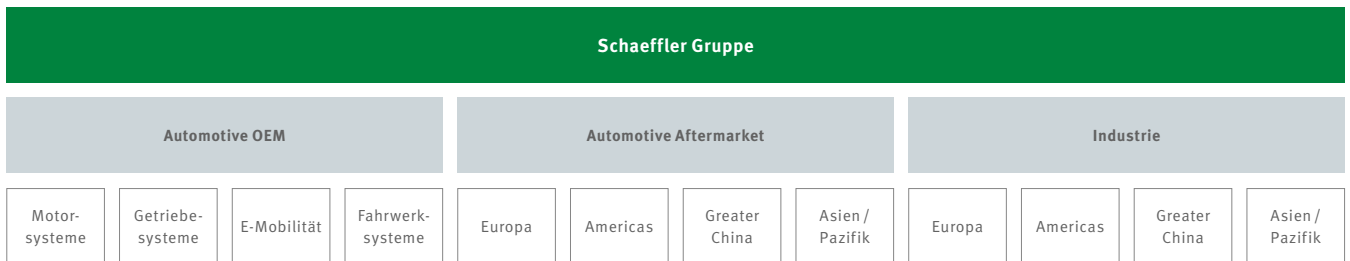 Schaeffler Gruppe
Automotive OEM
Automotive Aftermarket
Industrie
Motor-
systeme
Getriebe-
systeme
E-Mobilität
Fahrwerk-
systeme
Europa
Americas
Greater
China
Asien /
Pazifik
Europa
Americas
Greater
China
Asien /
Pazifik